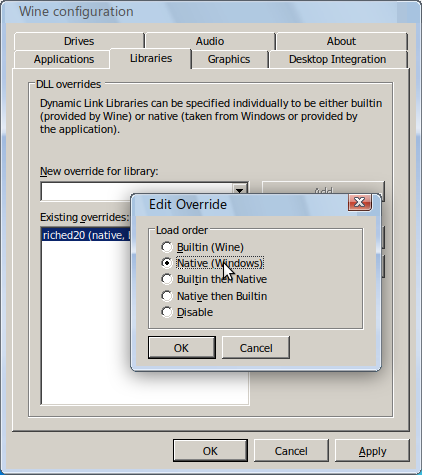 Wine configuration
Drives
Audio
About
Applications
Libraries
Graphics
Desktop Integration
DLL overrides
Dynamic Link Libraries can be specified individually to be either builtin
(provided by Wine) or native (taken from Windows or provided by
the application).
New override for library:
Add
Existing overrides:
riched20 (native,
Edit Override
Load order
Builtin (Wine)
Native (Windows)
Builtin then Native
Native then Builtin
Disable
OK
Cancel
OK
Cancel
Apply